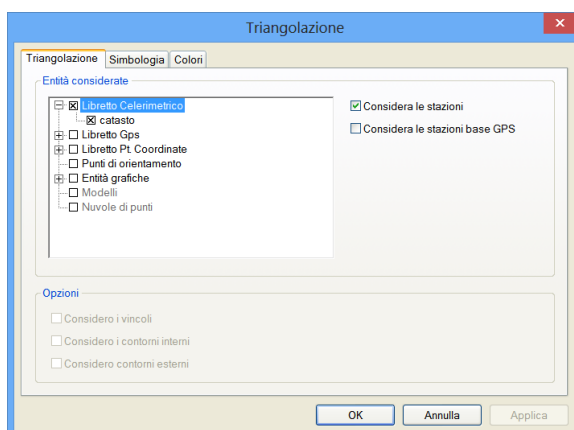 Triangolazione
Triangolazione Simbologia Colori
Entità considerate
Libretto Celerimetrico
catasto
Libretto Gps
Libretto Pt. Coordinate
Punti di orientamento
Entità grafiche
Modelli
Nuvole di punti
Considera le stazioni
Considera le stazioni base GPS
Opzioni
Considero i vincoli
Considero i contorni interni
Considero contorni esterni
OK Annulla Applica